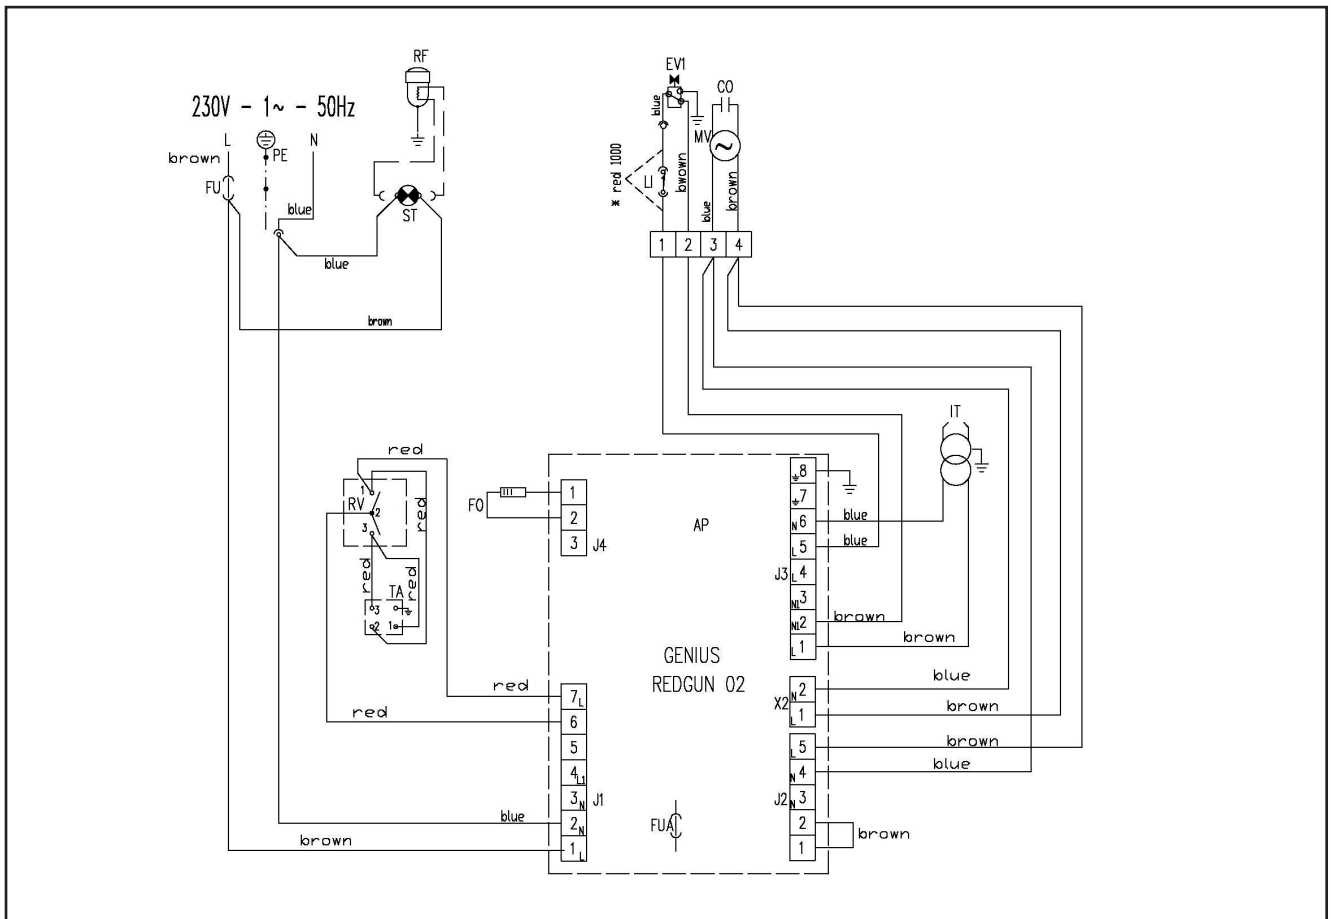 RF
230V - 1~ - 50Hz
L
PE
N
brown
FU
blue
ST
blue
brown
EV1
CO
blue
MV
* red 1000
LI
bwown
blue
brown
1 2 3 4
IT
red
1
RV
2
3
red
red
red
TA
3
2 1
FO
1
2
3 J4
AP
GENIUS
REDGUN 02
8
7
blue
N 6
blue
L 5
J3 L 4
N1 3
brown
N1 2
brown
L 1
blue
X2 N 2
brown
L 1
brown
L 5
blue
N 4
J2 N 3
2
brown
1
red
7 L
red
6
5
4 L1
3 N J1
blue
2 N
brown
1 L
FUA